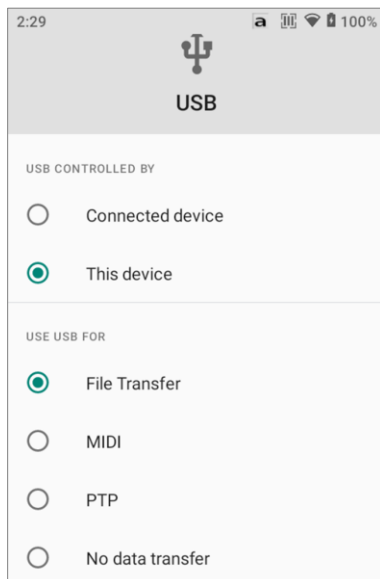 2:29 a 100%
USB
USB CONTROLLED BY
Connected device
This device
USE USB FOR
File Transfer
MIDI
PTP
No data transfer